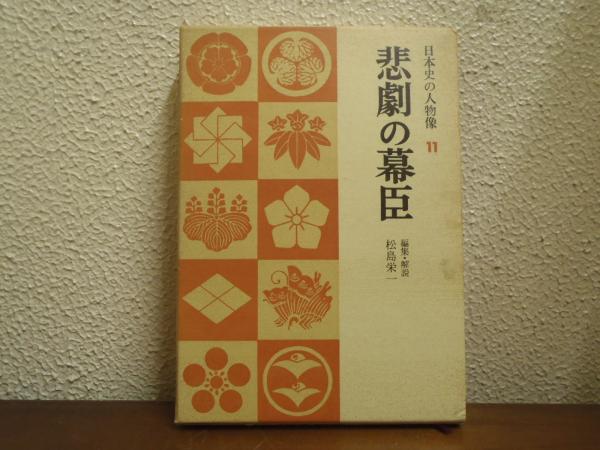 日本史の人物像 11
悲劇の幕臣
編集・解説
松島栄一